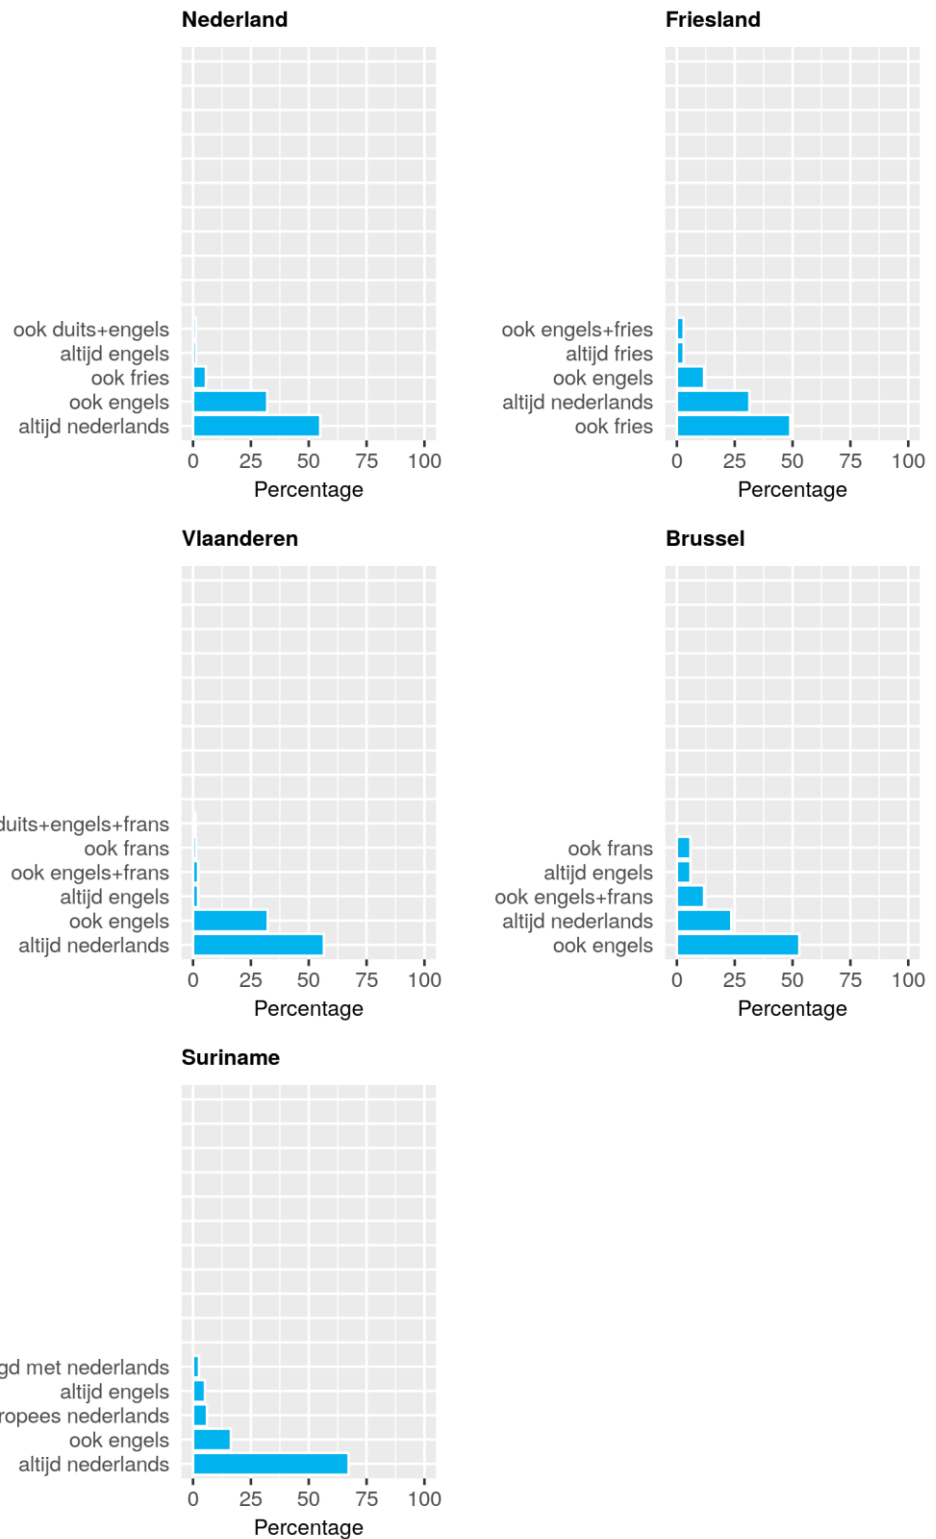 Nederland
ook duits+engels
altijd engels
ook fries
ook engels
altijd nederlands
0 25 50 75 100
Percentage
Friesland
ook engels+fries
altijd fries
ook engels
altijd nederlands
ook fries
0 25 50 75 100
Percentage
Vlaanderen
duits+engels+frans
ook frans
ook engels+frans
altijd engels
ook engels
altijd nederlands
0 25 50 75 100
Percentage
Brussel
ook frans
altijd engels
ook engels+frans
altijd nederlands
ook engels
0 25 50 75 100
Percentage
Suriname
met nederlands
altijd engels
nederlands
ook engels
altijd nederlands
0 25 50 75 100
Percentage